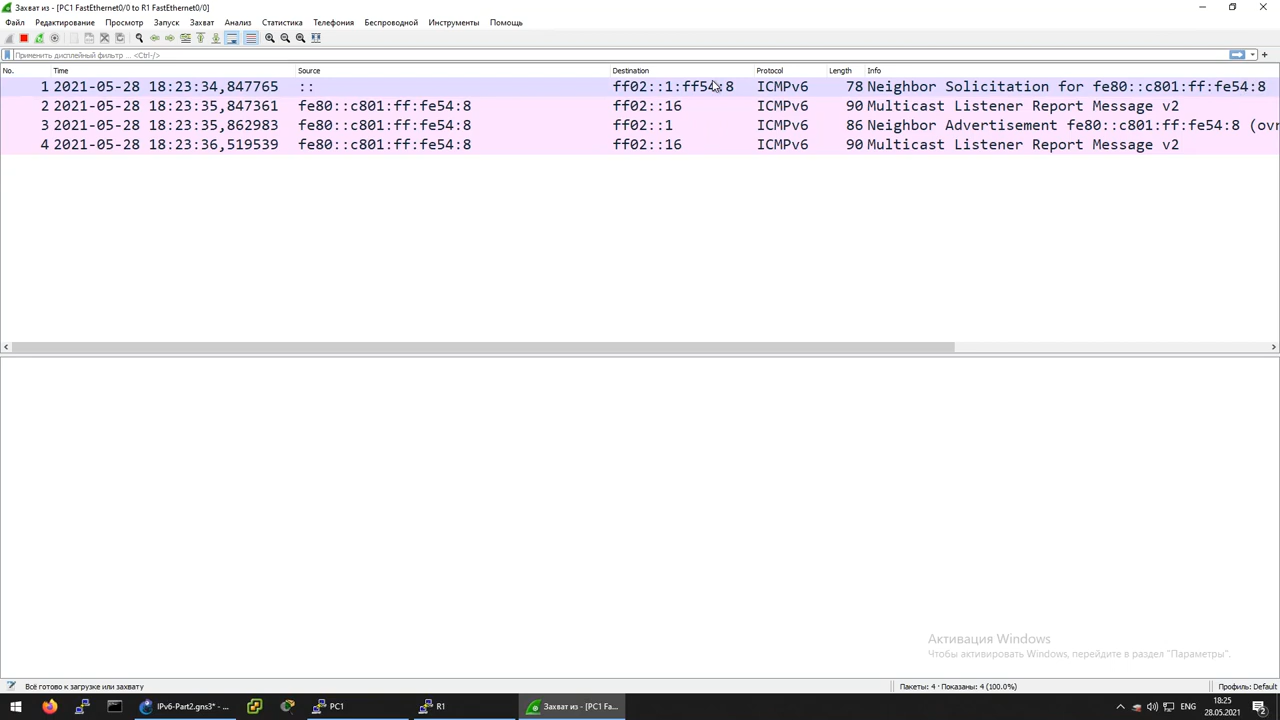 Захват из - [PC1 FastEthernet0/0 to R1 FastEthernet0/0]
Файл Редактирование Просмотр Запуск Захват Анализ Статистика Телефония Беспроводной Инструменты Помощь
Применить дисплейный фильтр ... <Ctrl-/>
No. Time Source Destination Protocol Length Info
1 2021-05-28 18:23:34,847765 :: ff02::1:ff54:8 ICMPv6 78 Neighbor Solicitation for fe80::c801:ff:fe54:8
2 2021-05-28 18:23:35,847361 fe80::c801:ff:fe54:8 ff02::16 ICMPv6 90 Multicast Listener Report Message v2
3 2021-05-28 18:23:35,862983 fe80::c801:ff:fe54:8 ff02::1 ICMPv6 86 Neighbor Advertisement fe80::c801:ff:fe54:8 (ovr
4 2021-05-28 18:23:36,519539 fe80::c801:ff:fe54:8 ff02::16 ICMPv6 90 Multicast Listener Report Message v2
Активация Windows
Чтобы активировать Windows, перейдите в раздел "Параметры".
Всё готово к загрузке или захвату Пакеты: 4 · Показаны: 4 (100.0%) Профиль: Default
IPv6-Part2.gns3* - ... PC1 R1 Захват из - [PC1 Fa... ENG 18:25
28.05.2021 2